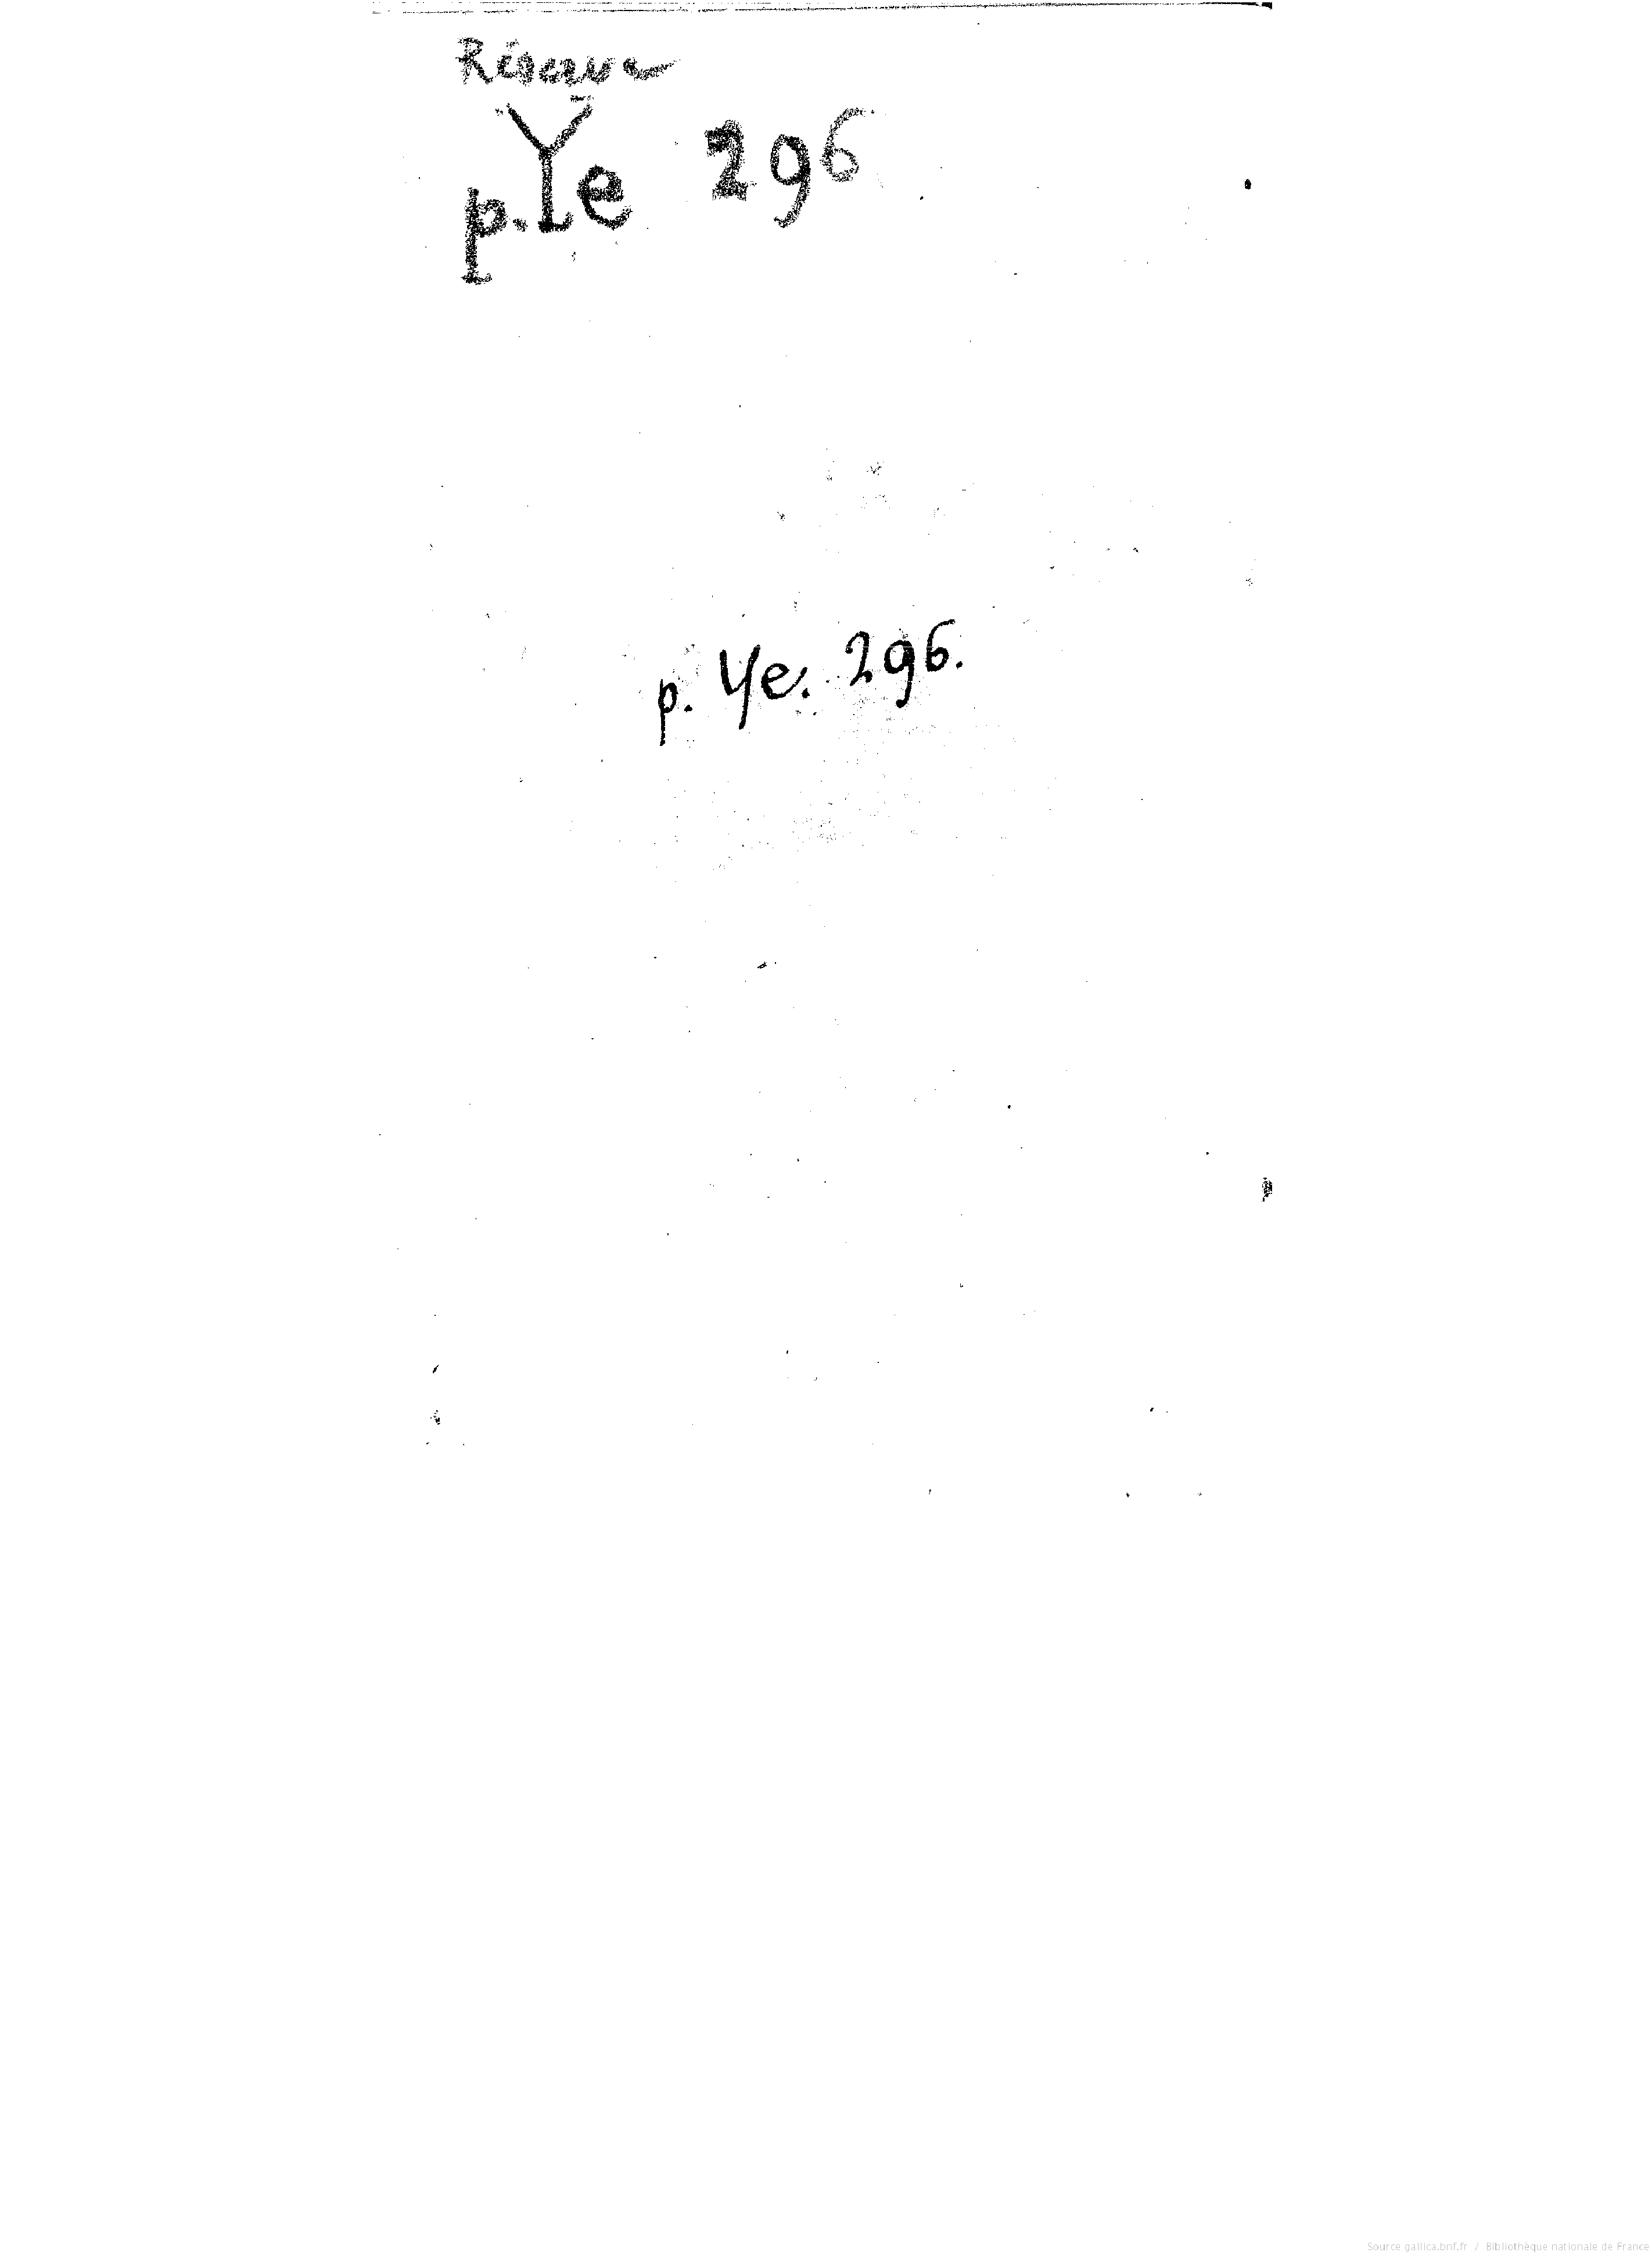 Réserve
p. Ye 296
p. Ye. 296.
Source gallica.bnf.fr / Bibliothèque nationale de France